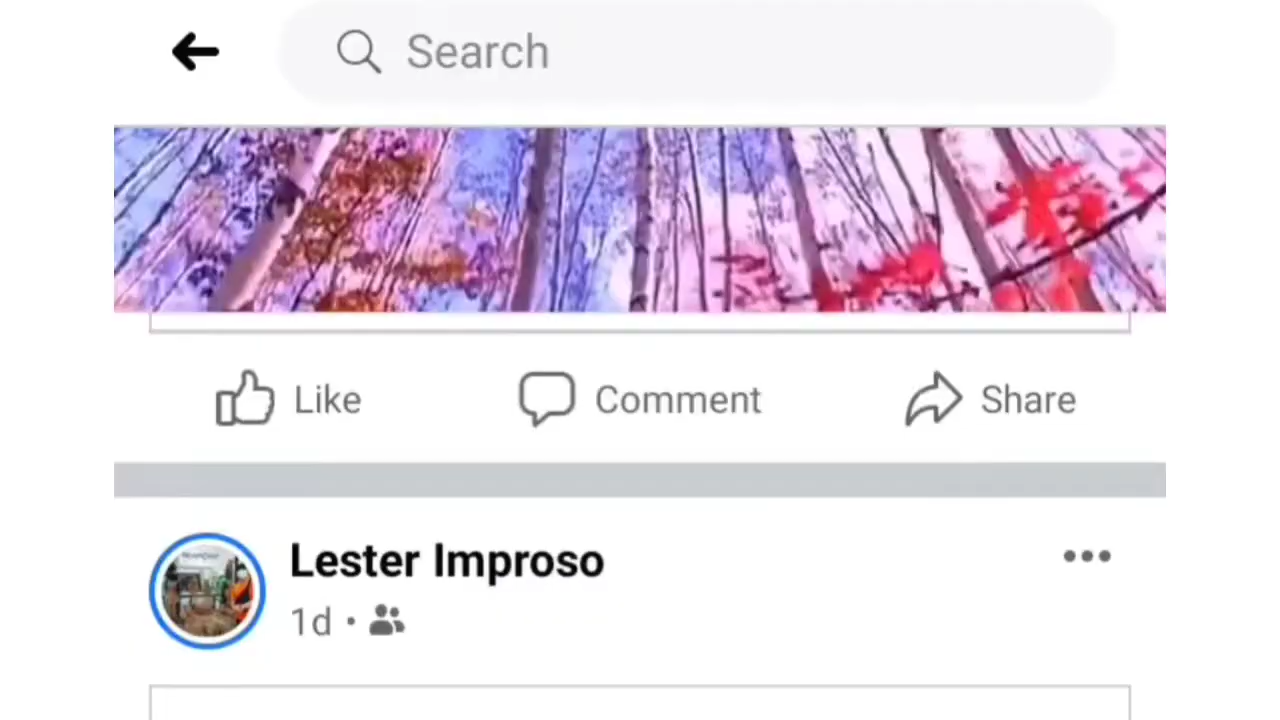 Search
Like
Comment
Share
Lester Improso
1d •